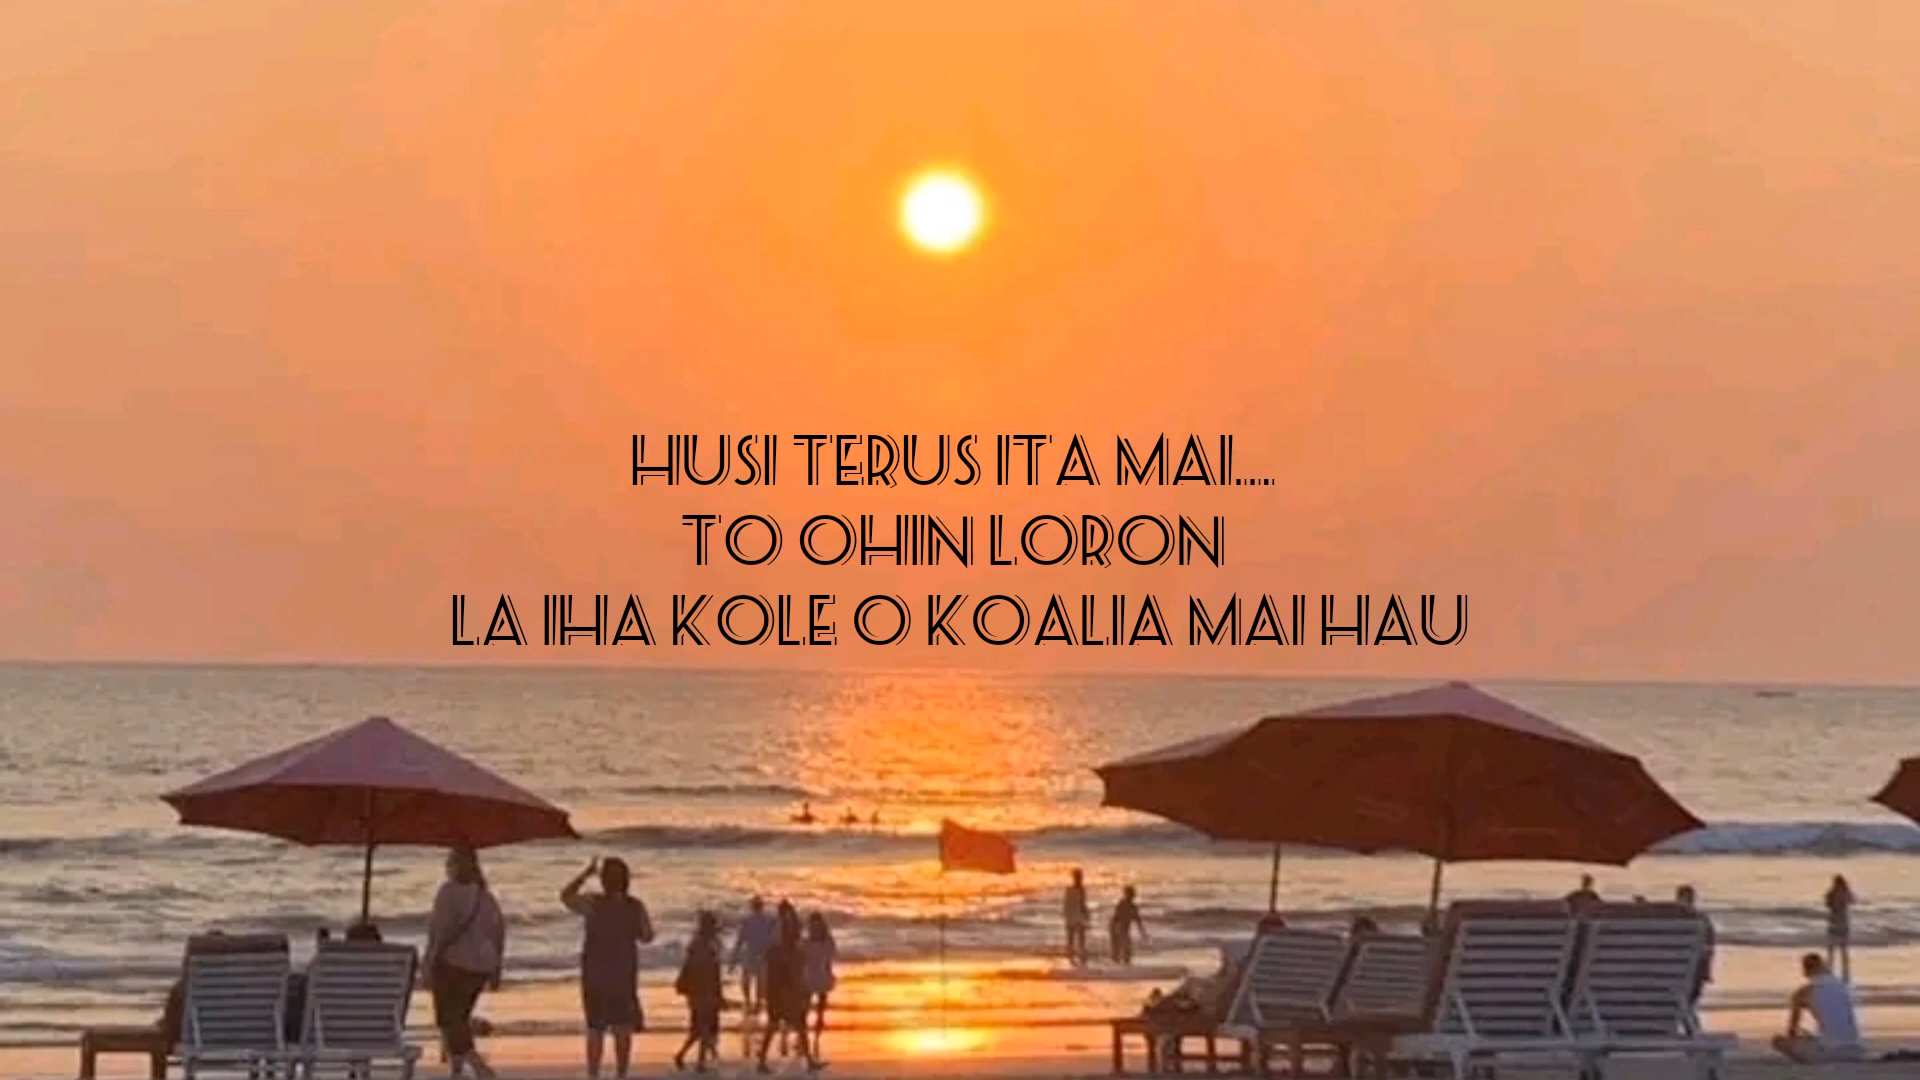 HUSI TERUS ITA MAI....
TO OHIN LORON
LA IHA KOLE O KOALIA MAI HAU